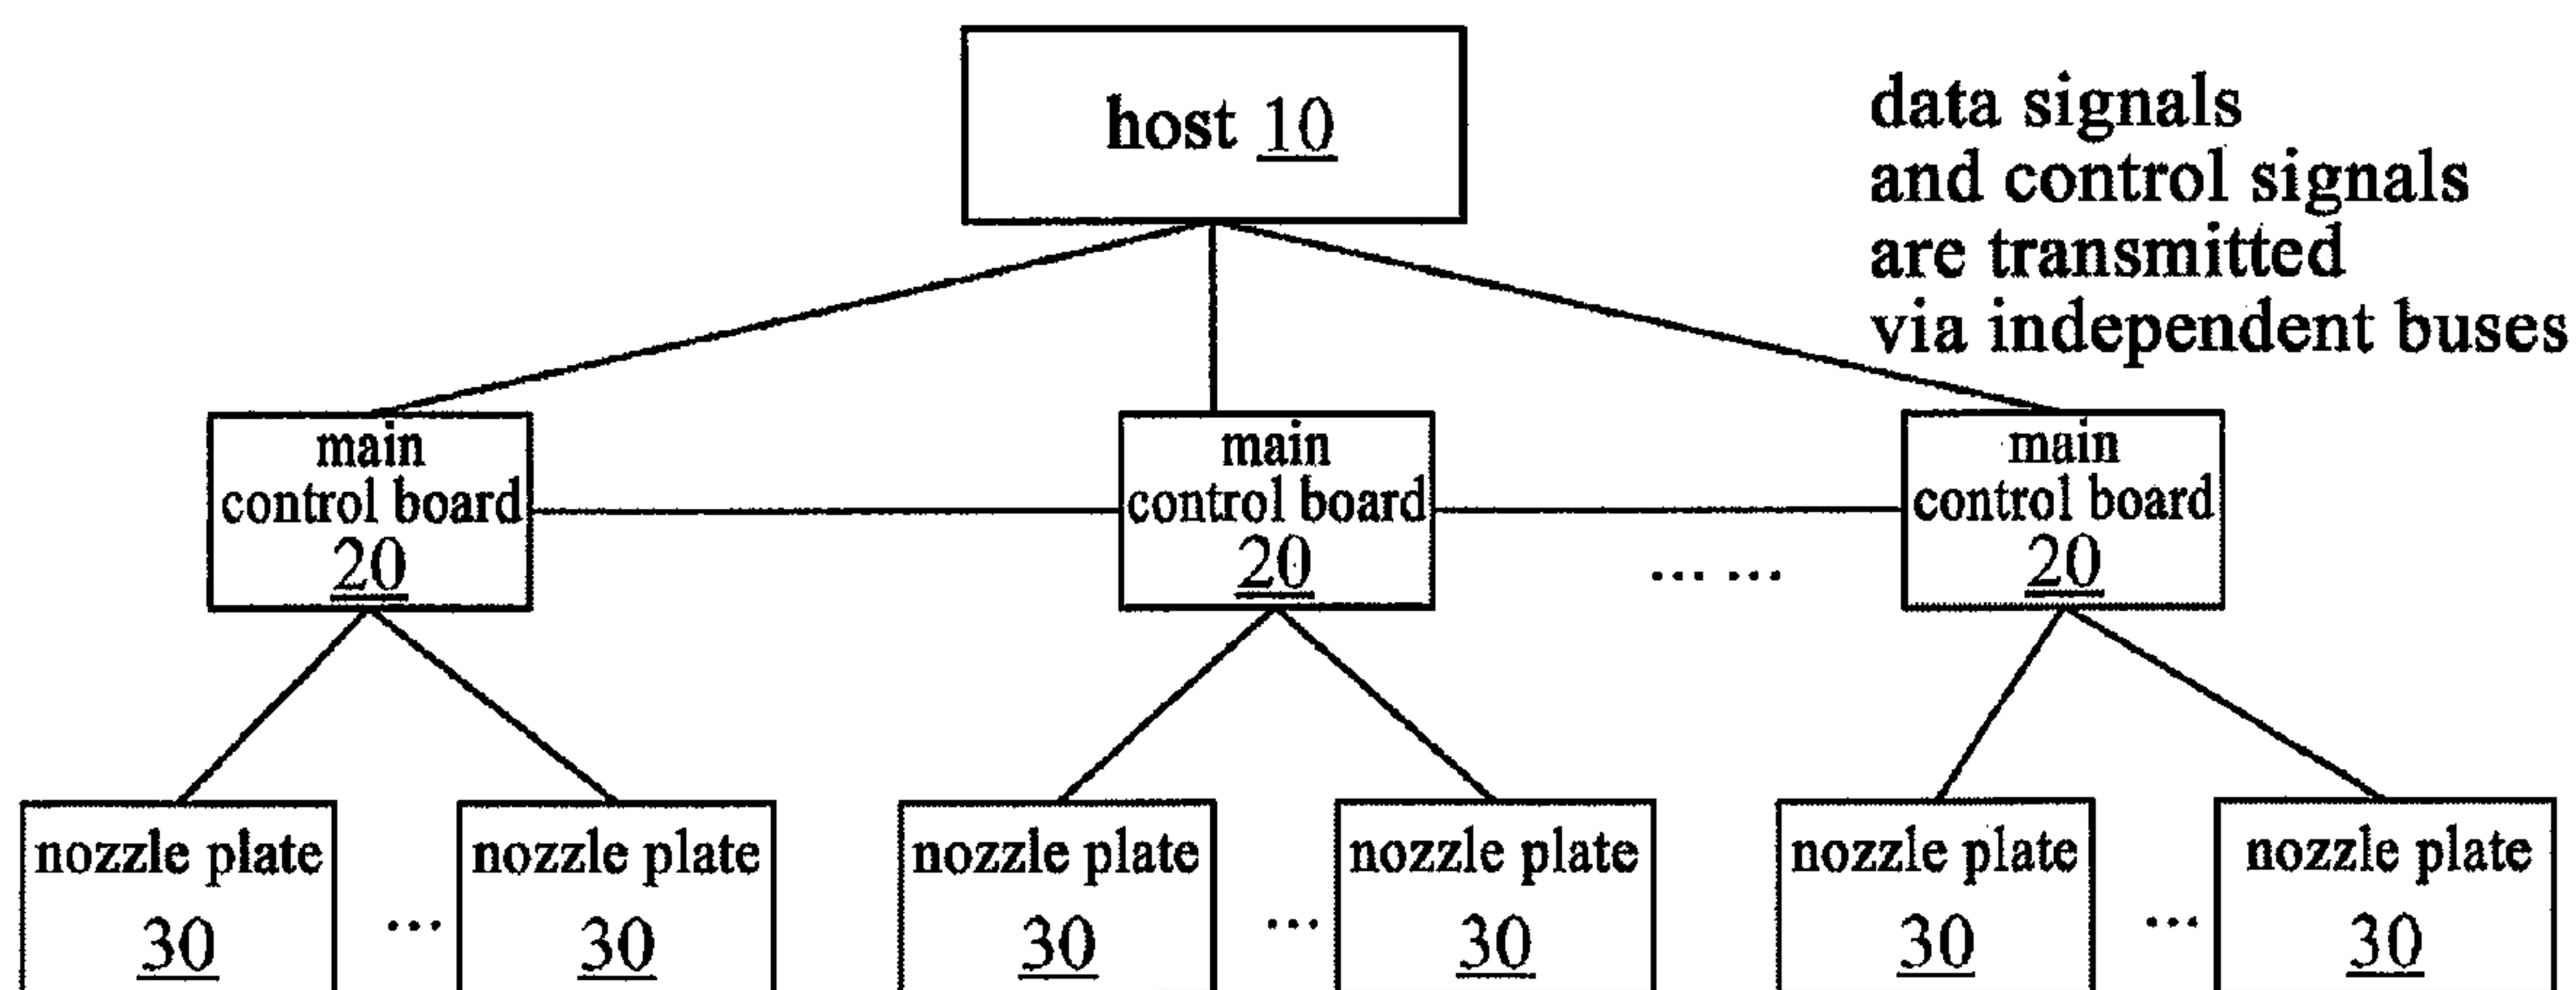 host 10
data signals
and control signals
are transmitted
via independent buses
main
control board
20
main
control board
20
... ...
main
control board
20
nozzle plate
30
...
nozzle plate
30
nozzle plate
30
...
nozzle plate
30
nozzle plate
30
...
nozzle plate
30